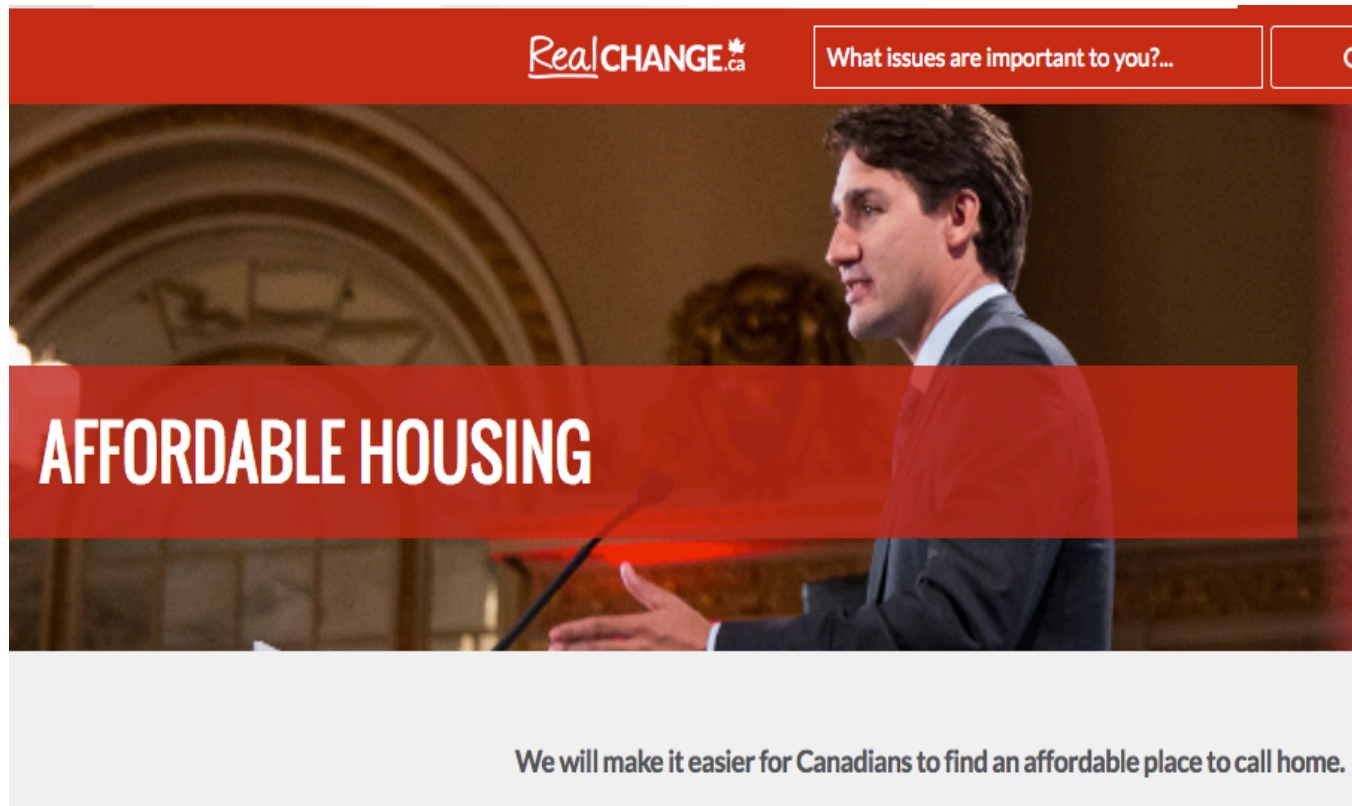 RealCHANGE.ca
What issues are important to you?...
AFFORDABLE HOUSING
We will make it easier for Canadians to find an affordable place to call home.